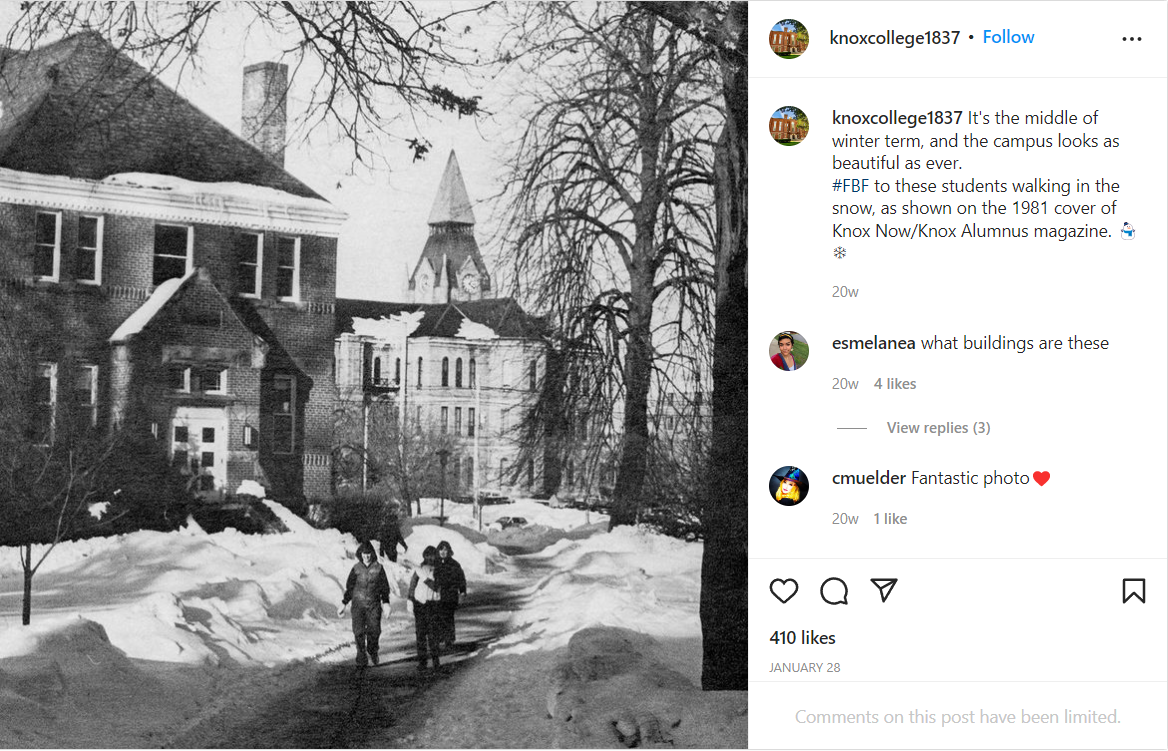 knoxcollege1837 • Follow
knoxcollege1837 It's the middle of
winter term, and the campus looks as
beautiful as ever.
#FBF to these students walking in the
snow, as shown on the 1981 cover of
Knox Now/Knox Alumnus magazine. ⛄
❄
20w
esmelanea what buildings are these
20w 4 likes
View replies (3)
cmuelder Fantastic photo❤️
20w 1 like
410 likes
JANUARY 28
Comments on this post have been limited.